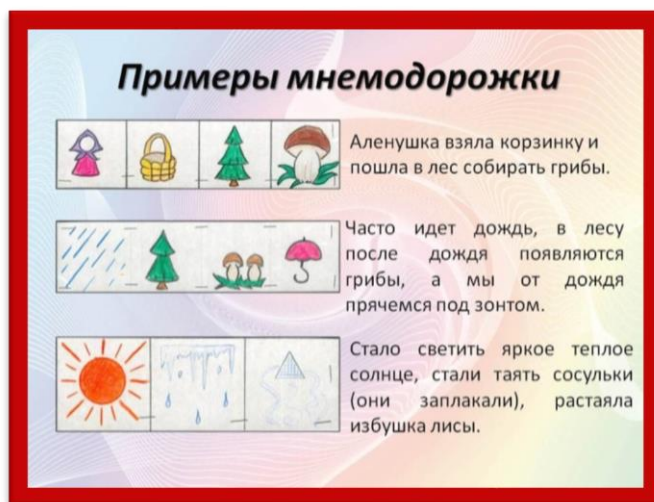 Примеры мнемодорожки
Аленушка взяла корзинку и
пошла в лес собирать грибы.
Часто идет дождь, в лесу
после дождя появляются
грибы, а мы от дождя
прячемся под зонтом.
Стало светить яркое теплое
солнце, стали таять сосульки
(они заплакали), растаяла
избушка лисы.